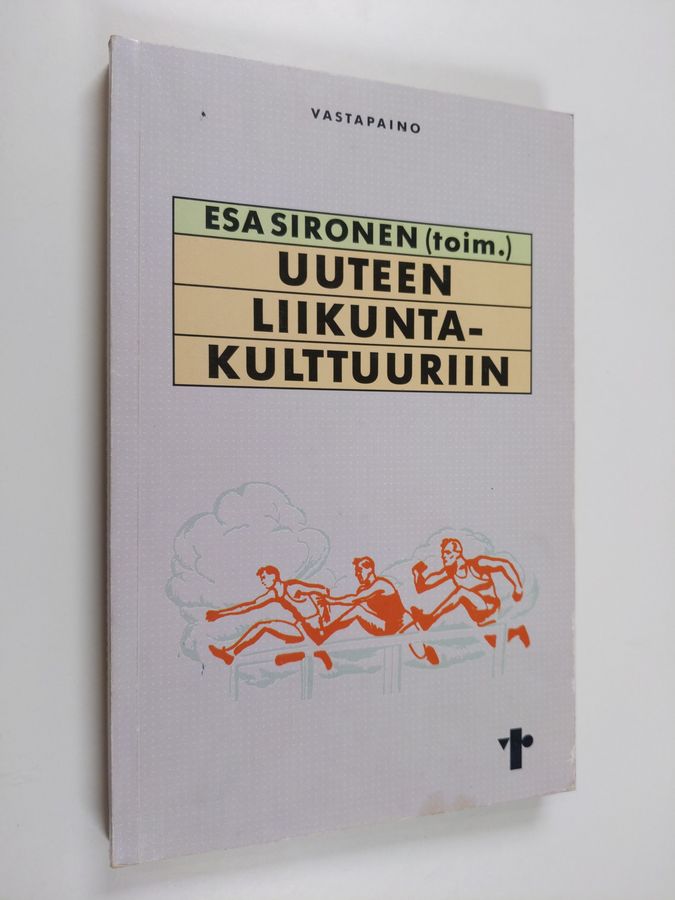 VASTAPAINO
ESA SIRONEN (toim.)
UUTEEN
LIIKUNTA-
KULTTUURIIN